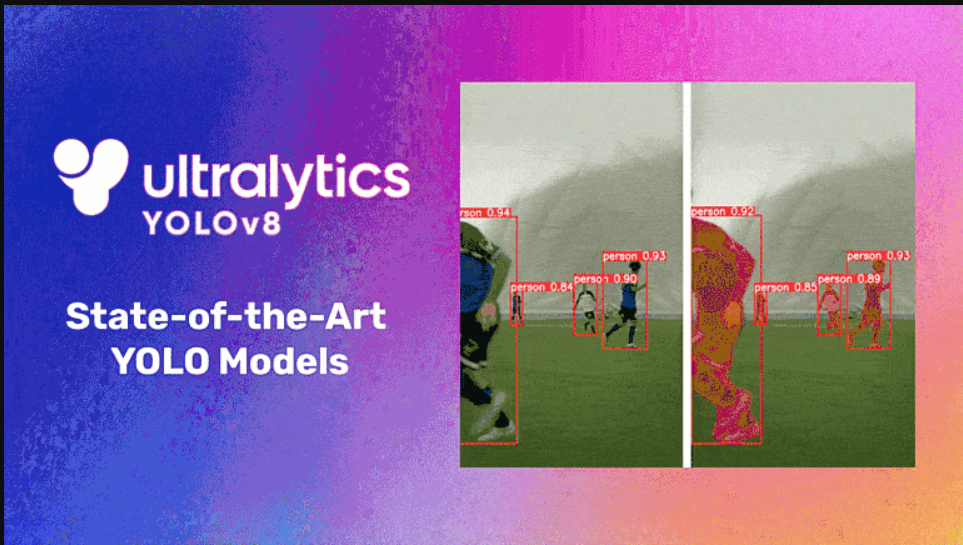 ultralytics
YOLOv8
State-of-the-Art
YOLO Models
rson 0.94
person 0.84
person 0.90
person 0.93
person 0.92
person 0.85
person 0.89
person 0.93